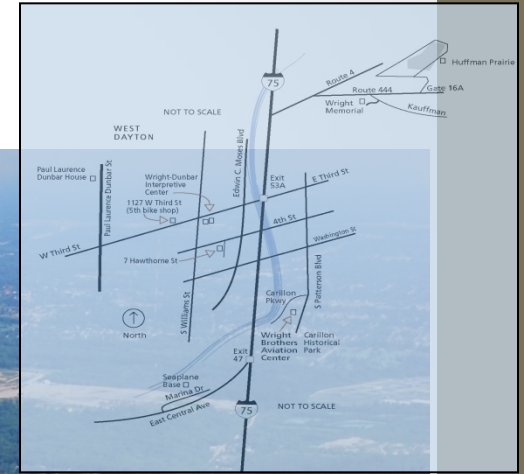 75
Huffman Prairie
Route 4
Route 444
Gate 16A
Wright
Memorial
Kauffman
NOT TO SCALE
WEST
DAYTON
Edwin C. Moses Blvd
Paul Laurence
Dunbar House
Paul Laurence Dunbar St
Wright-Dunbar
Interpretive
Center
1127 W Third St
(5th bike shop)
Exit
53A
E Third St
4th St
Washington St
W Third St
7 Hawthorne St
S Williams St
S Patterson Blvd
North
Carillon
Pkwy
Wright
Brothers
Aviation
Center
Carillon
Historical
Park
Exit
47
Seaplane
Base
Marina Dr
East Central Ave
75
NOT TO SCALE